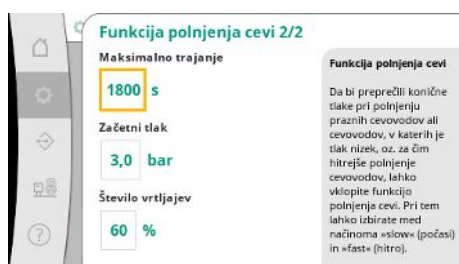 Funkcija polnjenja cevi 2/2
Maksimalno trajanje
1800 s
Začetni tlak
3,0 bar
Število vrtljajev
60 %
Funkcija polnjenja cevi
Da bi preprečili konične
tlake pri polnjenju
praznih cevovodov ali
cevovodov, v katerih je
tlak nizek, oz. za čim
hitrejše polnjenje
cevovodov, lahko
vklopite funkcijo
polnjenja cevi. Pri tem
lahko izbirate med
načinoma »slow« (počasi)
in »fast« (hitro).